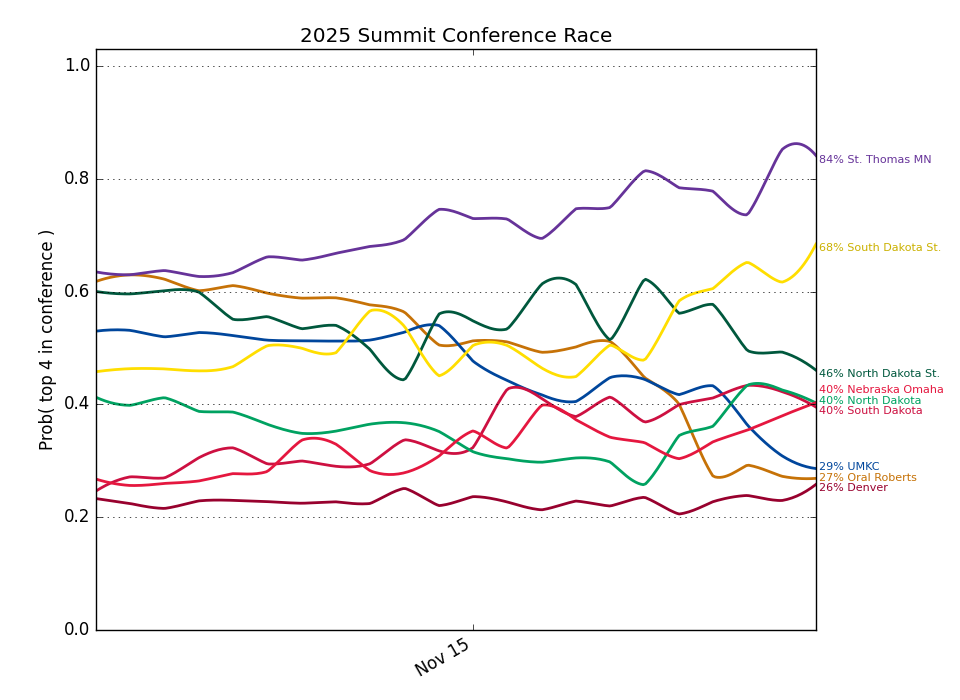 2025 Summit Conference Race
1.0
0.8
0.6
0.4
0.2
0.0
Prob( top 4 in conference )
Nov 15
84% St. Thomas MN
68% South Dakota St.
46% North Dakota St.
40% Nebraska Omaha
40% North Dakota
40% South Dakota
29% UMKC
27% Oral Roberts
26% Denver